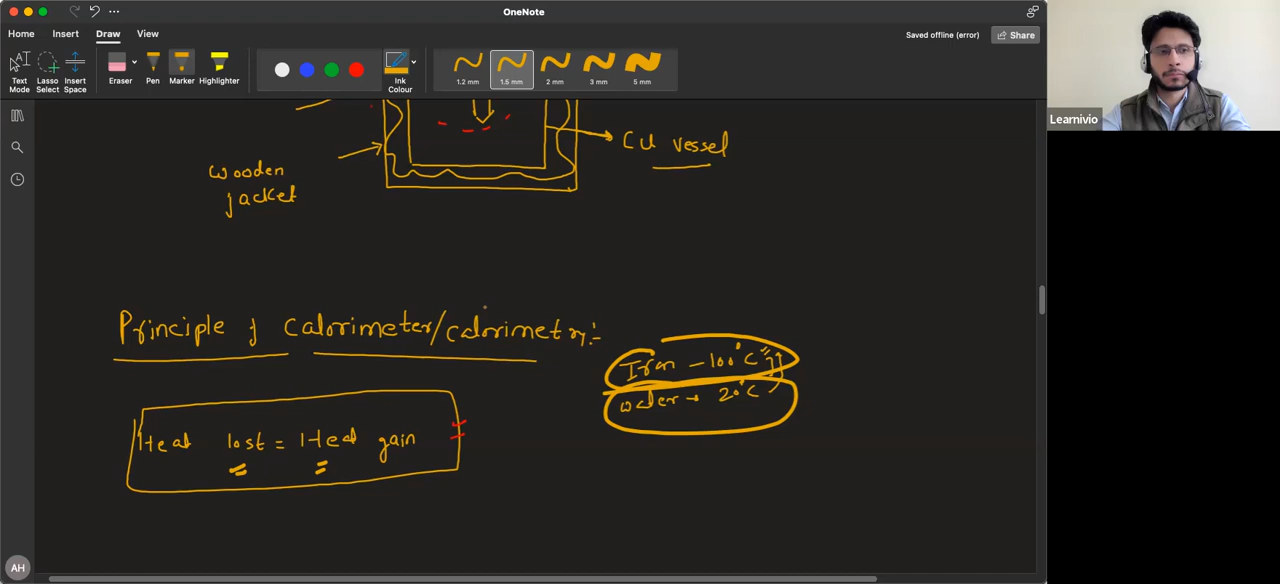 OneNote
Home Insert Draw View
Saved offline (error)
Share
Text Mode
Lasso Select
Insert Space
Eraser
Pen
Marker
Highlighter
Ink Colour
1.2 mm
1.5 mm
2 mm
3 mm
5 mm
Learnivio
Cu vessel
wooden
jacket
Principle of calorimeter/calorimetry:-
Iron - 100°C
water → 20°C
Heat lost = Heat gain
AH